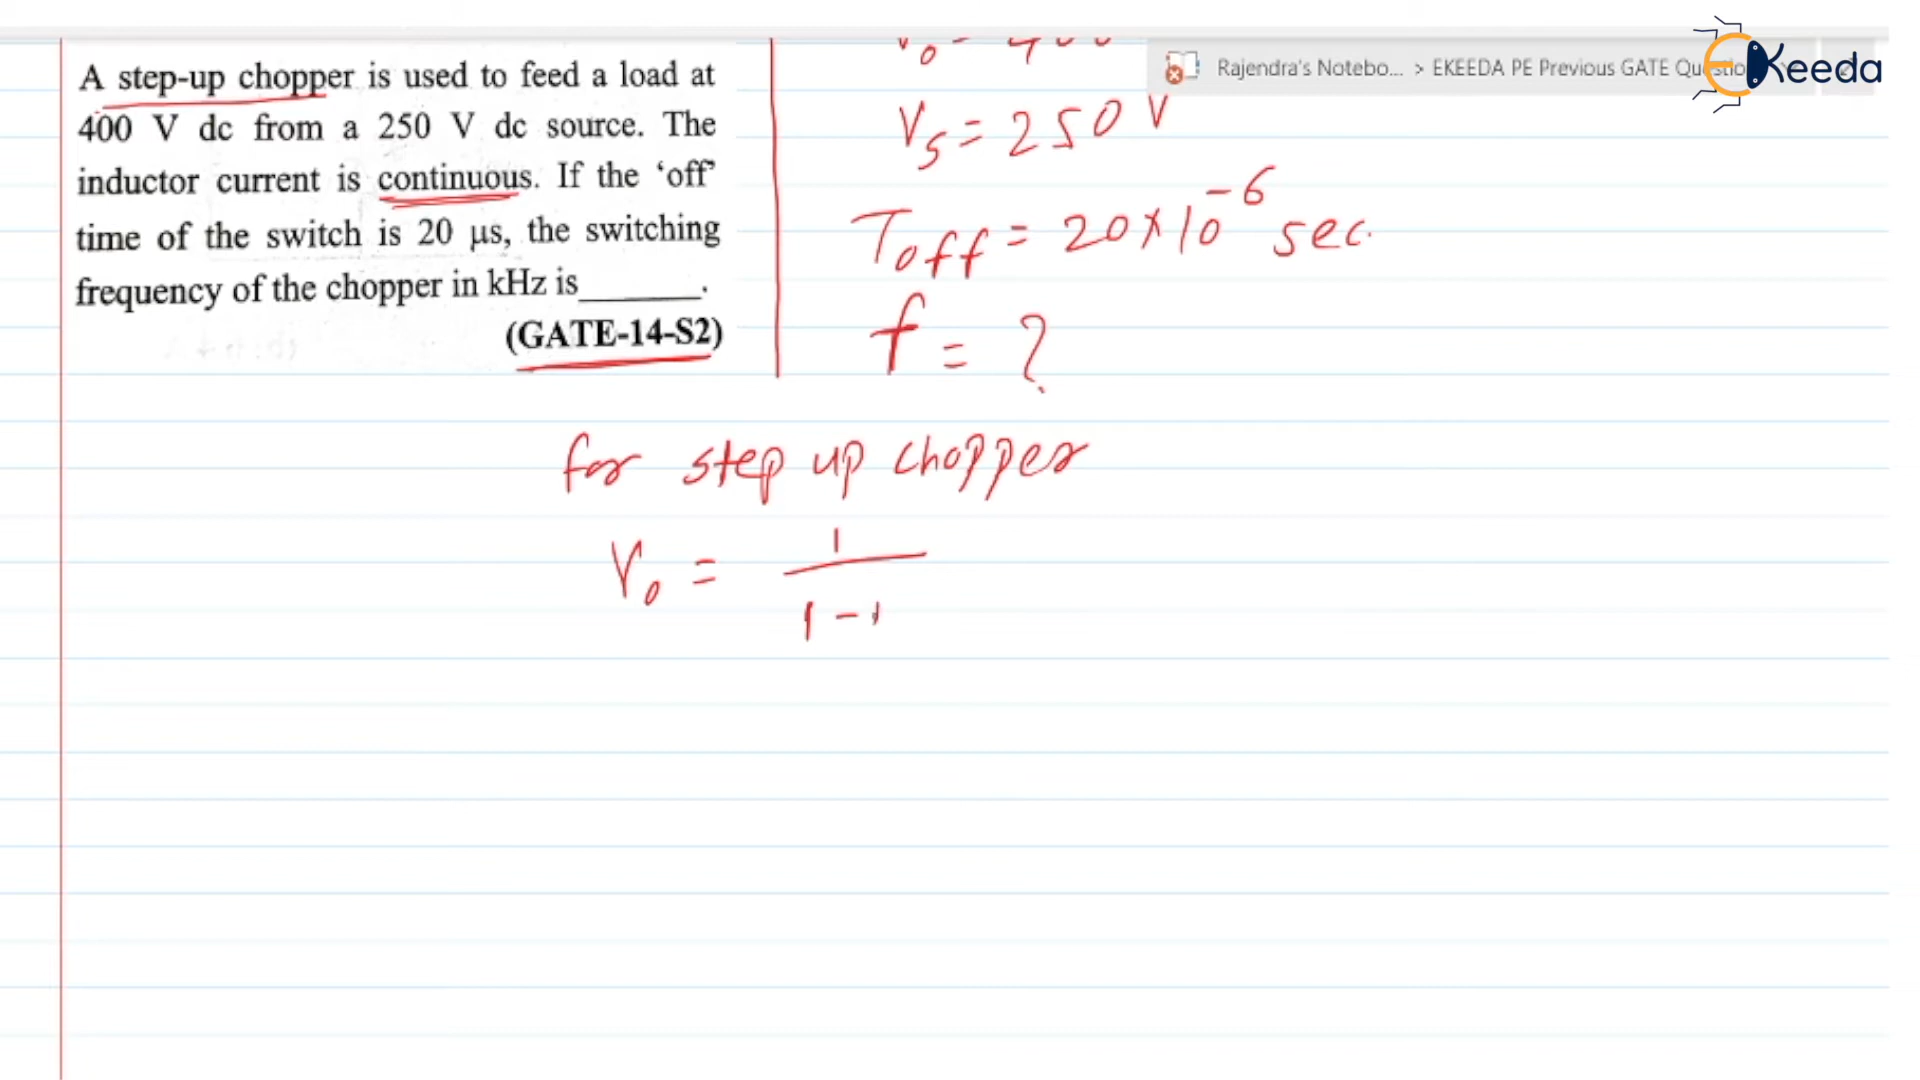 A step-up chopper is used to feed a load at
400 V dc from a 250 V dc source. The
inductor current is continuous. If the ‘off’
time of the switch is 20 μs, the switching
frequency of the chopper in kHz is_______.
(GATE-14-S2)
Rajendra's Notebo... > EKEEDA PE Previous GATE Questio
EKeeda
Vs = 250 V
Toff = 20 × 10^-6 sec.
f = ?
for step up chopper
Vo = 1
1 - 1